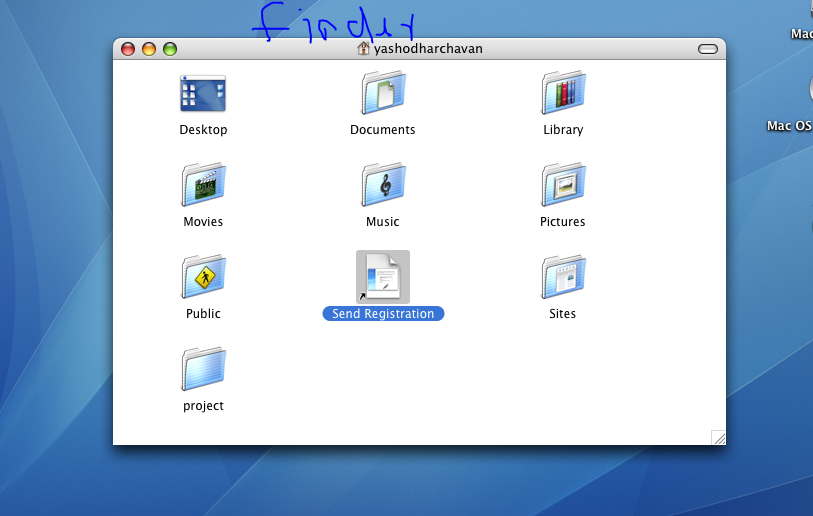 Finder
yashodharchavan
Mac
Desktop
Documents
Library
Mac OS
Movies
Music
Pictures
Public
Send Registration
Sites
project